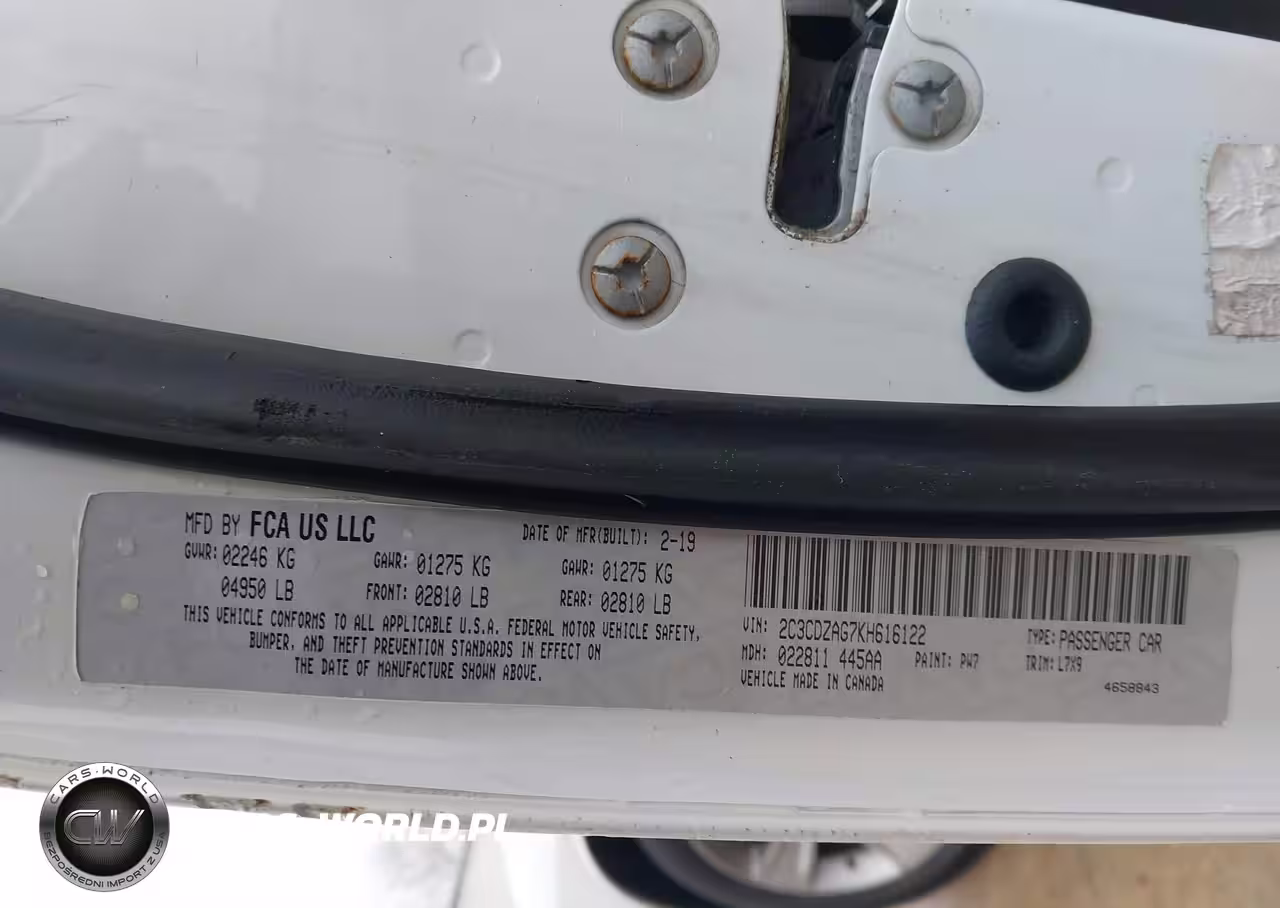 MFD BY FCA US LLC
DATE OF MFR(BUILT): 2-19
GVWR: 02246 KG
04950 LB
GAWR: 01275 KG
FRONT: 02810 LB
GAWR: 01275 KG
REAR: 02810 LB
THIS VEHICLE CONFORMS TO ALL APPLICABLE U.S.A. FEDERAL MOTOR VEHICLE SAFETY,
BUMPER, AND THEFT PREVENTION STANDARDS IN EFFECT ON
THE DATE OF MANUFACTURE SHOWN ABOVE.
VIN: 2C3CDZAG7KH616122
TYPE: PASSENGER CAR
MDH: 022811 445AA
PAINT: PW7
TRIM: L7X9
VEHICLE MADE IN CANADA
4658843
CARS-WORLD
CW
BEZPOŚREDNI IMPORT Z USA
WORLD.PL